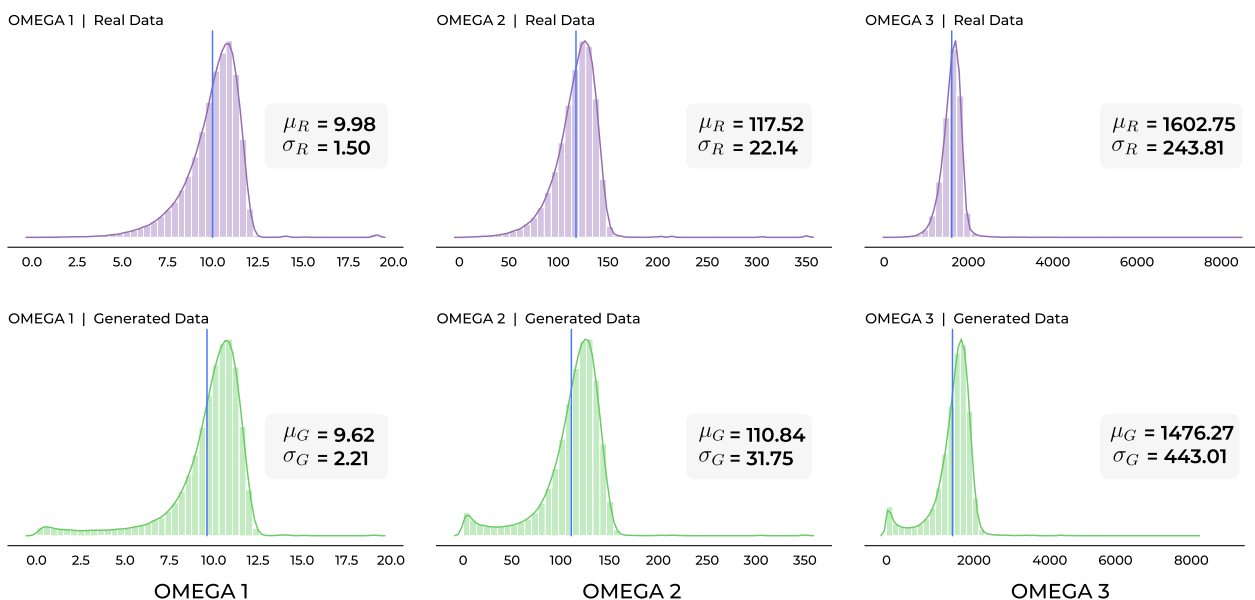 OMEGA 1 | Real Data
μR = 9.98
σR = 1.50
0.0 2.5 5.0 7.5 10.0 12.5 15.0 17.5 20.0
OMEGA 2 | Real Data
μR = 117.52
σR = 22.14
0 50 100 150 200 250 300 350
OMEGA 3 | Real Data
μR = 1602.75
σR = 243.81
0 2000 4000 6000 8000
OMEGA 1 | Generated Data
μG = 9.62
σG = 2.21
0.0 2.5 5.0 7.5 10.0 12.5 15.0 17.5 20.0
OMEGA 1
OMEGA 2 | Generated Data
μG = 110.84
σG = 31.75
0 50 100 150 200 250 300 350
OMEGA 2
OMEGA 3 | Generated Data
μG = 1476.27
σG = 443.01
0 2000 4000 6000 8000
OMEGA 3